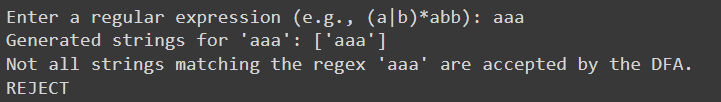 Enter a regular expression (e.g., (a|b)*abb): aaa
Generated strings for 'aaa': ['aaa']
Not all strings matching the regex 'aaa' are accepted by the DFA.
REJECT